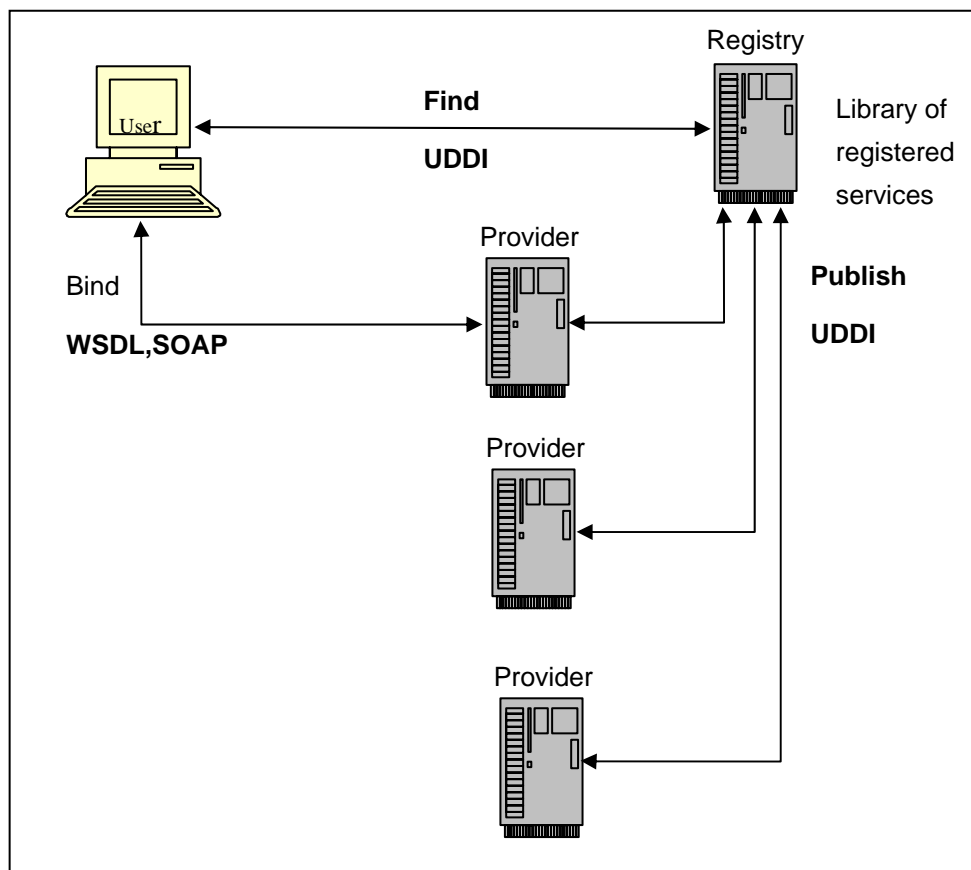 Registry
User
Find
UDDI
Library of
registered
services
Provider
Bind
WSDL,SOAP
Publish
UDDI
Provider
Provider